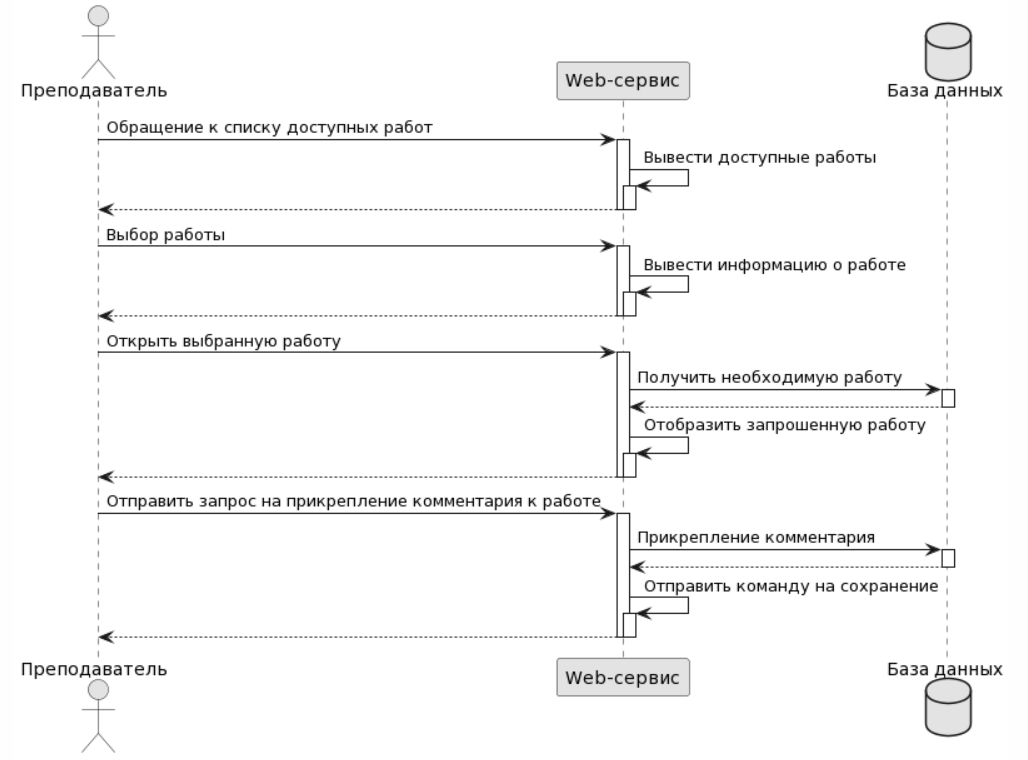 Преподаватель
Web-сервис
База данных
Обращение к списку доступных работ
Вывести доступные работы
Выбор работы
Вывести информацию о работе
Открыть выбранную работу
Получить необходимую работу
Отобразить запрошенную работу
Отправить запрос на прикрепление комментария к работе
Прикрепление комментария
Отправить команду на сохранение
Преподаватель
Web-сервис
База данных